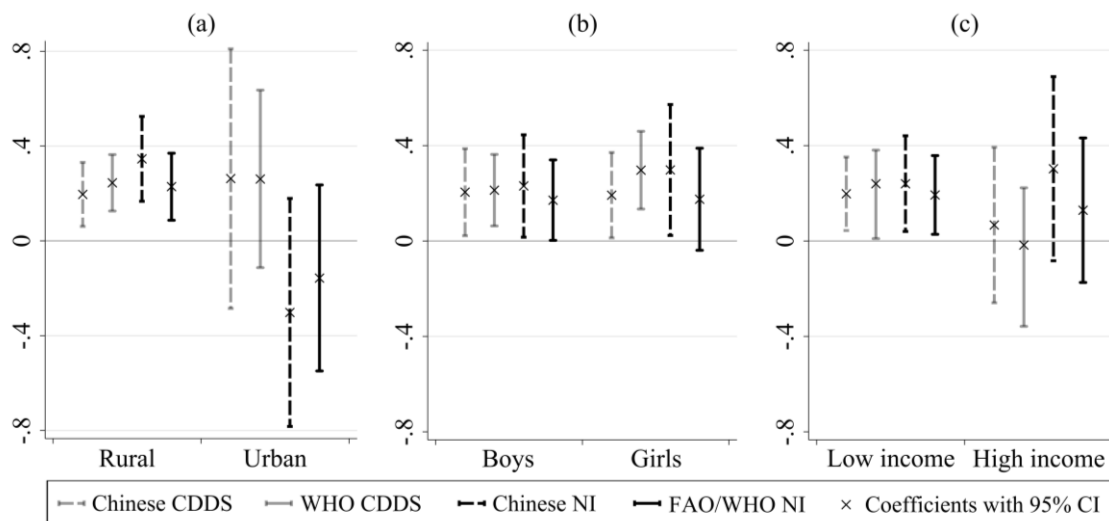 (a) (b) (c)
.8 .8 .8
.4 .4 .4
0 0 0
-.4 -.4 -.4
-.8 -.8 -.8
Rural Urban Boys Girls Low income High income
Chinese CDDS WHO CDDS Chinese NI FAO/WHO NI × Coefficients with 95% CI